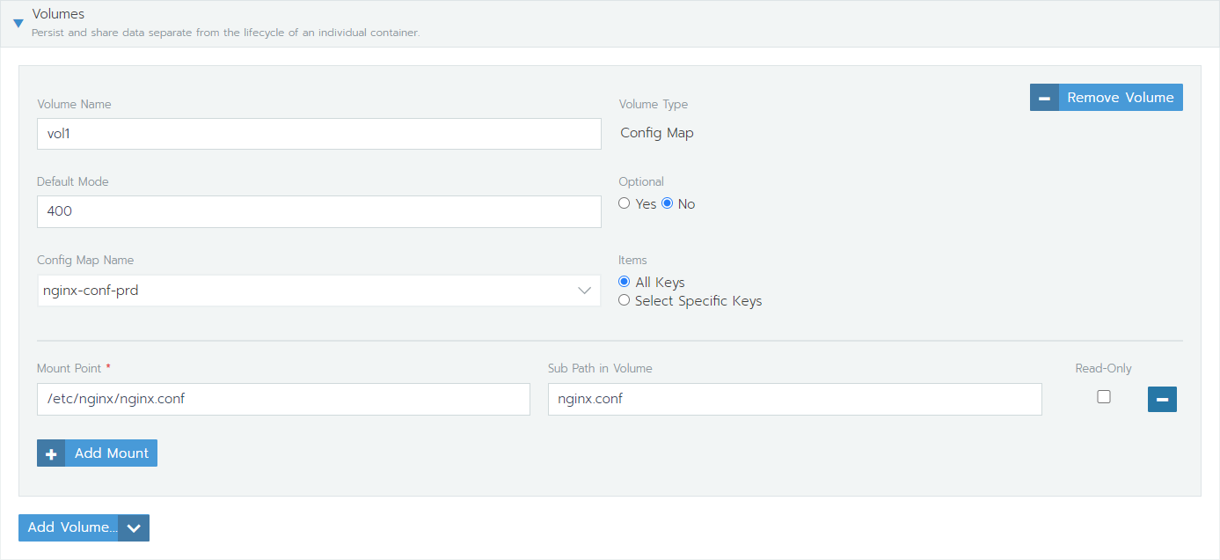 Volumes
Persist and share data separate from the lifecycle of an individual container.
Remove Volume
Volume Name
Volume Type
vol1
Config Map
Default Mode
Optional
400
Yes No
Config Map Name
Items
nginx-conf-prd
All Keys
Select Specific Keys
Mount Point *
Sub Path in Volume
Read-Only
/etc/nginx/nginx.conf
nginx.conf
Add Mount
Add Volume...